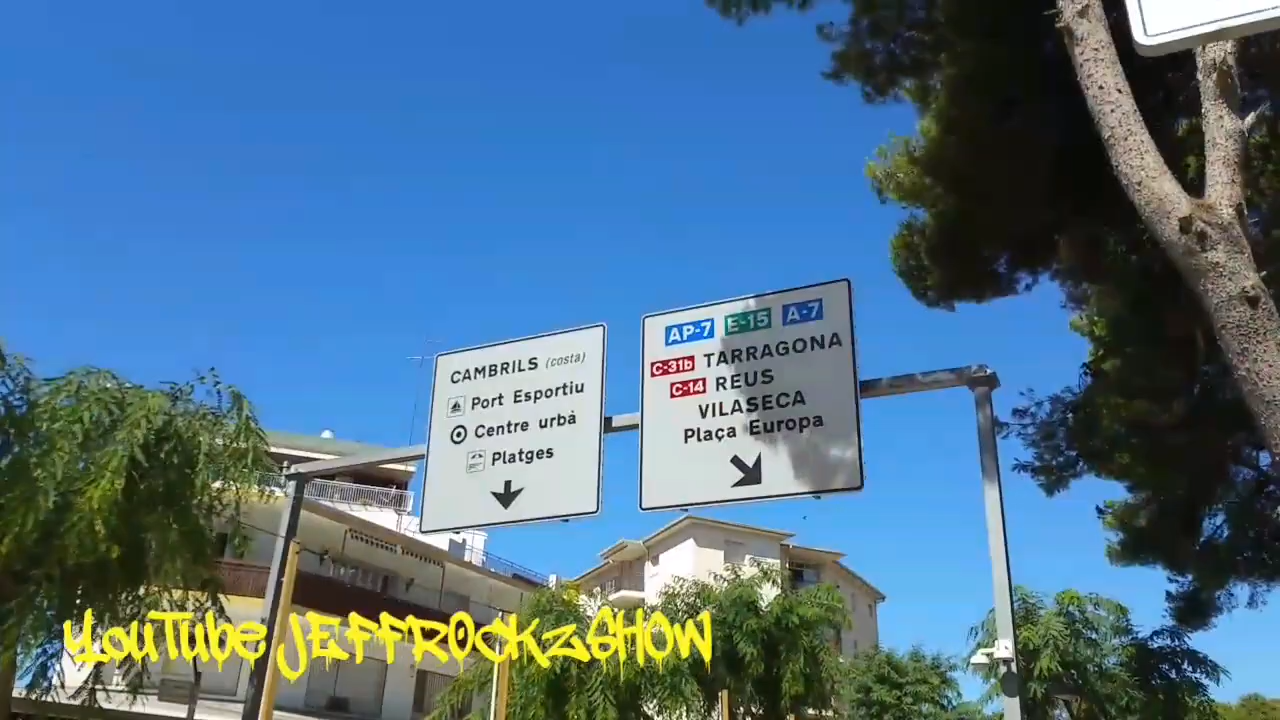 CAMBRILS (costa)
Port Esportiu
Centre urbà
Platges
AP-7 E-15 A-7
C-31b TARRAGONA
C-14 REUS
VILASECA
Plaça Europa
YouTube JEFFROCKZSHOW